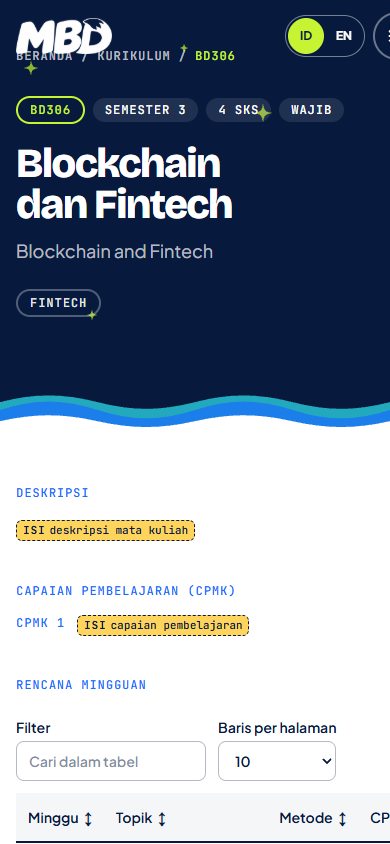 MBD
ID EN
BERANDA / KURIKULUM / BD306
BD306 SEMESTER 3 4 SKS WAJIB
Blockchain
dan Fintech
Blockchain and Fintech
FINTECH
DESKRIPSI
ISI deskripsi mata kuliah
CAPAIAN PEMBELAJARAN (CPMK)
CPMK 1 ISI capaian pembelajaran
RENCANA MINGGUAN
Filter Baris per halaman
Cari dalam tabel 10
Minggu ↕ Topik ↕ Metode ↕ CP